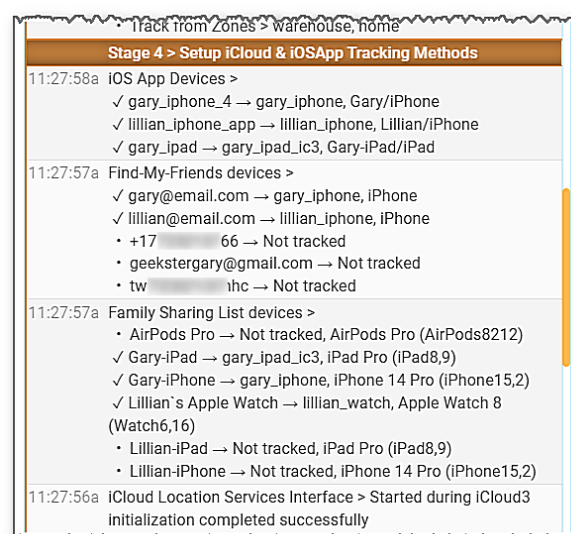 • Track from Zones > warehouse, home
Stage 4 > Setup iCloud & iOSApp Tracking Methods
11:27:58a iOS App Devices >
✓ gary_iphone_4 → gary_iphone, Gary/iPhone
✓ lillian_iphone_app → lillian_iphone, Lillian/iPhone
✓ gary_ipad → gary_ipad_ic3, Gary-iPad/iPad
11:27:57a Find-My-Friends devices >
✓ gary@email.com → gary_iphone, iPhone
✓ lillian@email.com → lillian_iphone, iPhone
• +17 66 → Not tracked
• geekstergary@gmail.com → Not tracked
• tw hc → Not tracked
11:27:57a Family Sharing List devices >
• AirPods Pro → Not tracked, AirPods Pro (AirPods8212)
✓ Gary-iPad → gary_ipad_ic3, iPad Pro (iPad8,9)
✓ Gary-iPhone → gary_iphone, iPhone 14 Pro (iPhone15,2)
✓ Lillian`s Apple Watch → lillian_watch, Apple Watch 8
(Watch6,16)
• Lillian-iPad → Not tracked, iPad Pro (iPad8,9)
• Lillian-iPhone → Not tracked, iPhone 14 Pro (iPhone15,2)
11:27:56a iCloud Location Services Interface > Started during iCloud3
initialization completed successfully